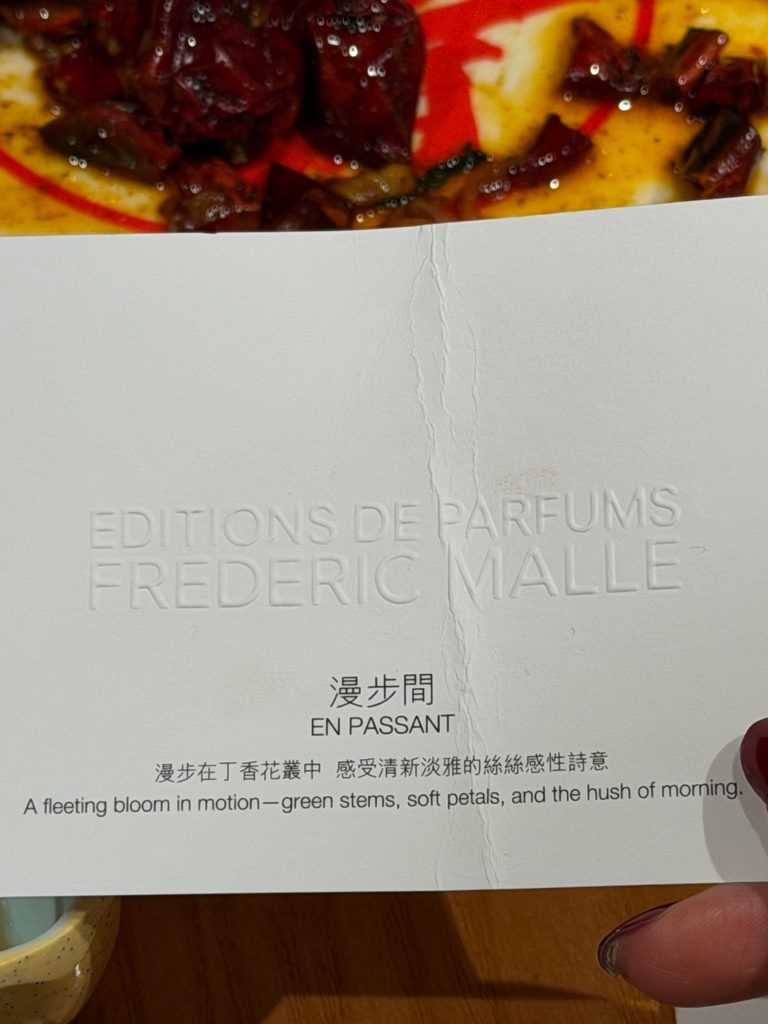 EDITIONS DE PARFUMS
FREDERIC MALLE
漫步間
EN PASSANT
漫步在丁香花叢中 感受清新淡雅的絲絲感性詩意
A fleeting bloom in motion—green stems, soft petals, and the hush of morning.